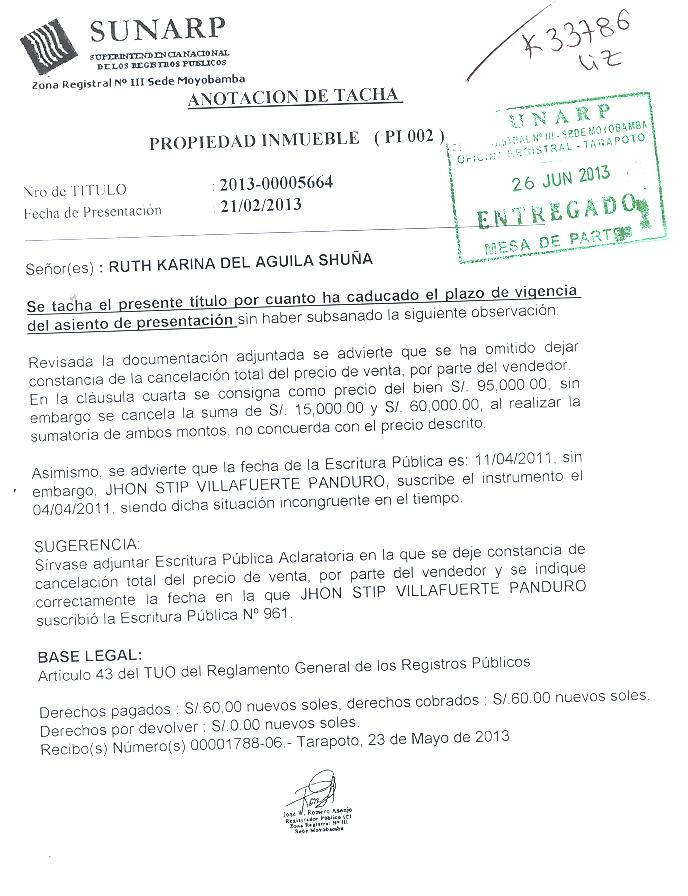 SUNARP
SUPERINTENDENCIA NACIONAL
DE LOS REGISTROS PUBLICOS
Zona Registral Nº III Sede Moyobamba
K33786
ANOTACION DE TACHA
PROPIEDAD INMUEBLE ( PI 002 )
SUNARP
REGISTRAL Nº III - SEDE MOYOBAMBA
OFICINA REGISTRAL - TARAPOTO
26 JUN 2013
ENTREGADO
MESA DE PARTES
Nro de TITULO : 2013-00005664
Fecha de Presentación : 21/02/2013
Señor(es) : RUTH KARINA DEL AGUILA SHUÑA
Se tacha el presente título por cuanto ha caducado el plazo de vigencia
del asiento de presentación sin haber subsanado la siguiente observación:
Revisada la documentación adjuntada se advierte que se ha omitido dejar
constancia de la cancelación total del precio de venta, por parte del vendedor.
En la cláusula cuarta se consigna como precio del bien S/. 95,000.00, sin
embargo se cancela la suma de S/. 15,000.00 y S/. 60,000.00, al realizar la
sumatoria de ambos montos, no concuerda con el precio descrito.
Asimismo, se advierte que la fecha de la Escritura Pública es: 11/04/2011, sin
embargo, JHON STIP VILLAFUERTE PANDURO, suscribe el instrumento el
04/04/2011, siendo dicha situación incongruente en el tiempo.
SUGERENCIA:
Sírvase adjuntar Escritura Pública Aclaratoria en la que se deje constancia de
cancelación total del precio de venta, por parte del vendedor y se indique
correctamente la fecha en la que JHON STIP VILLAFUERTE PANDURO
suscribió la Escritura Pública Nº 961.
BASE LEGAL:
Artículo 43 del TUO del Reglamento General de los Registros Públicos
Derechos pagados : S/.60.00 nuevos soles, derechos cobrados : S/.60.00 nuevos soles.
Derechos por devolver : S/.0.00 nuevos soles.
Recibo(s) Número(s) 00001788-06.- Tarapoto, 23 de Mayo de 2013
Jose W. Romero Asenjo
Registrador Público (e)
Zona Registral Nº III
Sede Moyobamba